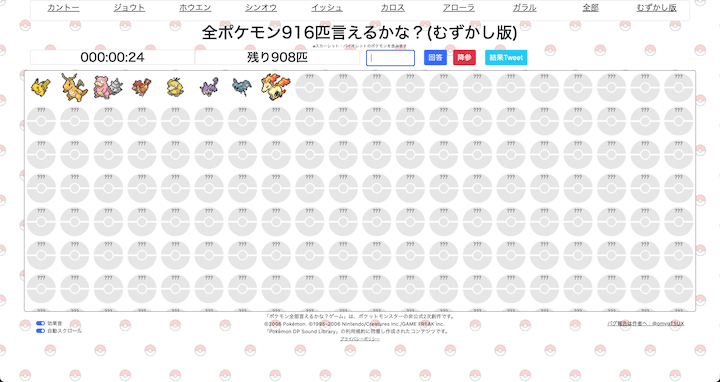 カントー ジョウト ホウエン シンオウ イッシュ カロス アローラ ガラル 全部 むずかし版
全ポケモン916匹言えるかな？(むずかし版)
000:00:24 残り908匹 回答 降参 結果Tweet
??? ??? ??? ??? ??? ??? ??? ??? ??? ??? ??? ???
??? ??? ??? ??? ??? ??? ??? ??? ??? ??? ??? ??? ??? ??? ??? ??? ??? ??? ??? ???
??? ??? ??? ??? ??? ??? ??? ??? ??? ??? ??? ??? ??? ??? ??? ??? ??? ??? ??? ???
??? ??? ??? ??? ??? ??? ??? ??? ??? ??? ??? ??? ??? ??? ??? ??? ??? ??? ??? ???
??? ??? ??? ??? ??? ??? ??? ??? ??? ??? ??? ??? ??? ??? ??? ??? ??? ??? ??? ???
??? ??? ??? ??? ??? ??? ??? ??? ??? ??? ??? ??? ??? ??? ??? ??? ??? ??? ??? ???
??? ??? ??? ??? ??? ??? ??? ??? ??? ??? ??? ??? ??? ??? ??? ??? ??? ??? ??? ???
??? ??? ??? ??? ??? ??? ??? ??? ??? ??? ??? ??? ??? ??? ??? ??? ??? ??? ??? ???
「ポケモン全部言えるかな？ゲーム」は、ポケットモンスターの非公式2次創作です。
効果音 ©2008 Pokémon. ©1995-2006 Nintendo/Creatures Inc./GAME FREAK inc. バグ報告は作者へ：
自動スクロール 「Pokémon DP Sound Library」の利用規約に同意し作成されたコンテンツです。
プライバシーポリシー